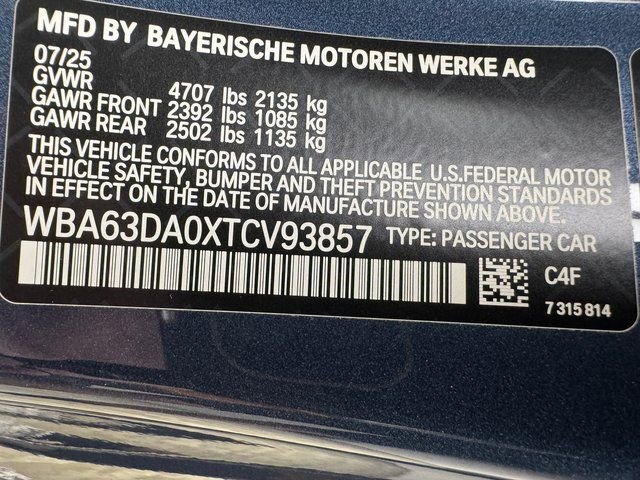 MFD BY BAYERISCHE MOTOREN WERKE AG
07/25
GVWR 4707 lbs 2135 kg
GAWR FRONT 2392 lbs 1085 kg
GAWR REAR 2502 lbs 1135 kg
THIS VEHICLE CONFORMS TO ALL APPLICABLE U.S.FEDERAL MOTOR
VEHICLE SAFETY, BUMPER AND THEFT PREVENTION STANDARDS
IN EFFECT ON THE DATE OF MANUFACTURE SHOWN ABOVE.
WBA63DA0XTCV93857 TYPE: PASSENGER CAR
C4F
7 315 814